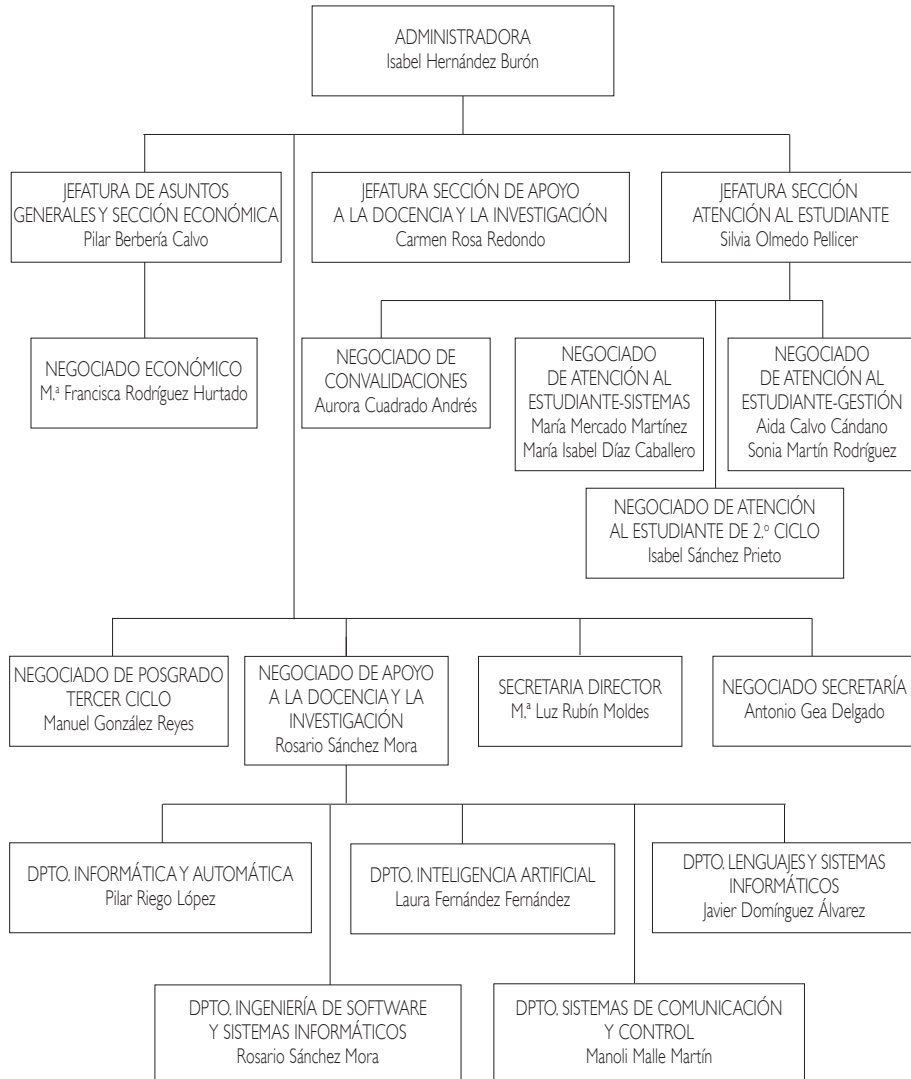 ADMINISTRADORA
Isabel Hernández Burón
JEFATURA DE ASUNTOS
GENERALES Y SECCIÓN ECONÓMICA
Pilar Berbería Calvo
JEFATURA SECCIÓN DE APOYO
A LA DOCENCIA Y LA INVESTIGACIÓN
Carmen Rosa Redondo
JEFATURA SECCIÓN
ATENCIÓN AL ESTUDIANTE
Silvia Olmedo Pellicer
NEGOCIADO ECONÓMICO
M.ª Francisca Rodríguez Hurtado
NEGOCIADO DE
CONVALIDACIONES
Aurora Cuadrado Andrés
NEGOCIADO
DE ATENCIÓN AL
ESTUDIANTE-SISTEMAS
María Mercado Martínez
María Isabel Díaz Caballero
NEGOCIADO
DE ATENCIÓN AL
ESTUDIANTE-GESTIÓN
Aida Calvo Cándano
Sonia Martín Rodríguez
NEGOCIADO DE ATENCIÓN
AL ESTUDIANTE DE 2.º CICLO
Isabel Sánchez Prieto
NEGOCIADO DE POSGRADO
TERCER CICLO
Manuel González Reyes
NEGOCIADO DE APOYO
A LA DOCENCIA Y LA
INVESTIGACIÓN
Rosario Sánchez Mora
SECRETARIA DIRECTOR
M.ª Luz Rubín Moldes
NEGOCIADO SECRETARÍA
Antonio Gea Delgado
DPTO. INFORMÁTICA Y AUTOMÁTICA
Pilar Riego López
DPTO. INTELIGENCIA ARTIFICIAL
Laura Fernández Fernández
DPTO. LENGUAJES Y SISTEMAS
INFORMÁTICOS
Javier Domínguez Álvarez
DPTO. INGENIERÍA DE SOFTWARE
Y SISTEMAS INFORMÁTICOS
Rosario Sánchez Mora
DPTO. SISTEMAS DE COMUNICACIÓN
Y CONTROL
Manoli Malle Martín